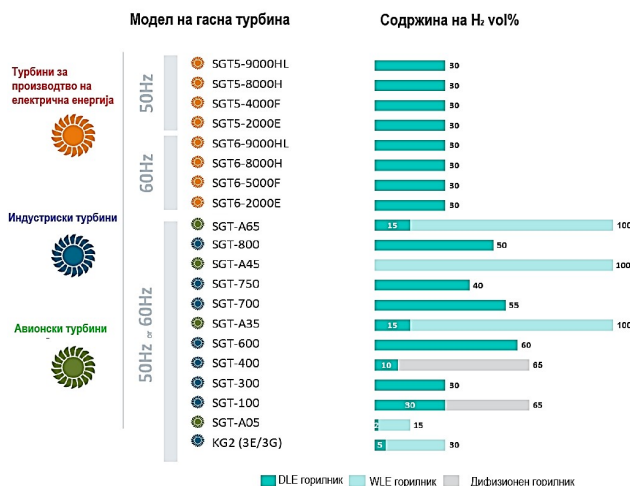 Модел на гасна турбина
Содржина на H₂ vol%
Турбини за
производтво на
електрична енергија
Индустриски турбини
Авионски турбини
50Hz
60Hz
50Hz or 60Hz
SGT5-9000HL 30
SGT5-8000H 30
SGT5-4000F 30
SGT5-2000E 30
SGT6-9000HL 30
SGT6-8000H 30
SGT6-5000F 30
SGT6-2000E 30
SGT-A65 15 100
SGT-800 50
SGT-A45 100
SGT-750 40
SGT-700 55
SGT-A35 15 100
SGT-600 60
SGT-400 10 65
SGT-300 30
SGT-100 30 65
SGT-A05 2 15
KG2 (3E/3G) 5 30
DLE горилник WLE горилник Дифизионен горилник